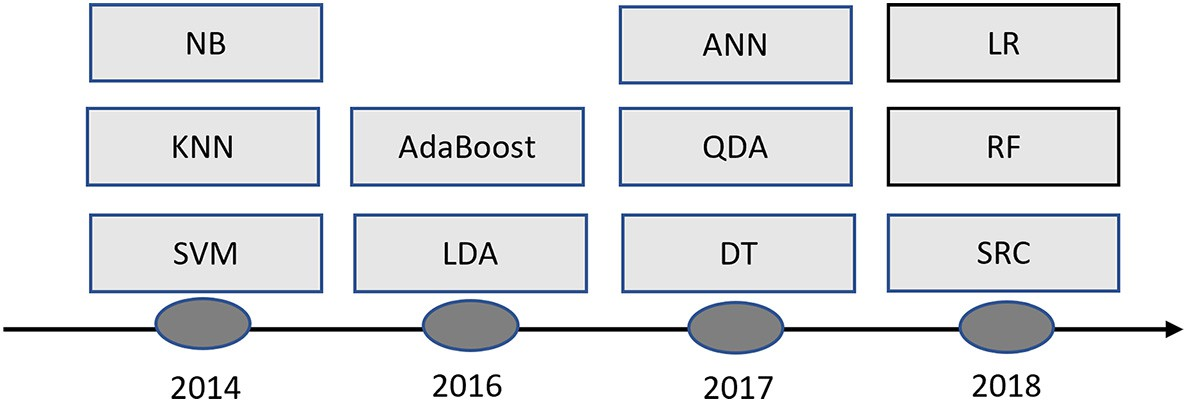 NB
ANN
LR
KNN
AdaBoost
QDA
RF
SVM
LDA
DT
SRC
2014
2016
2017
2018